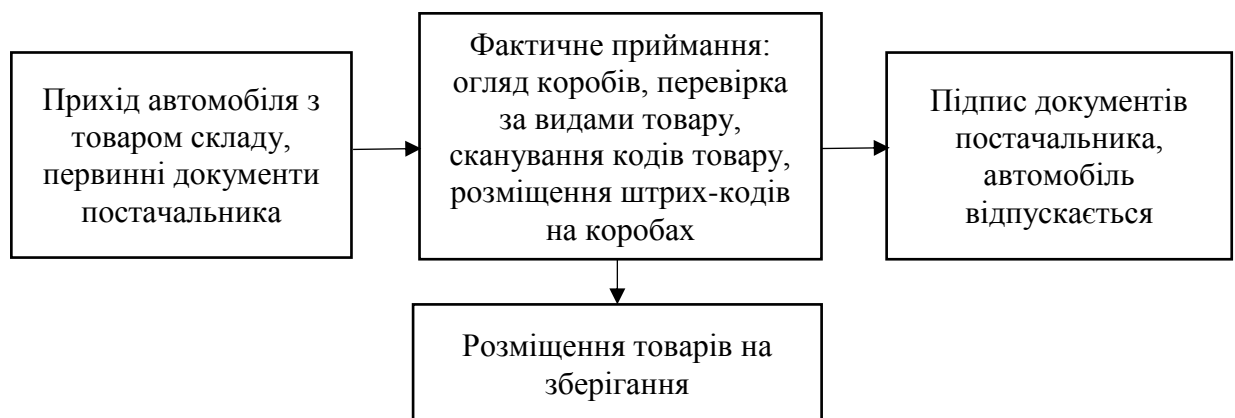 Прихід автомобіля з
товаром складу,
первинні документи
постачальника
Фактичне приймання:
огляд коробів, перевірка
за видами товару,
сканування кодів товару,
розміщення штрих-кодів
на коробах
Підпис документів
постачальника,
автомобіль
відпускається
Розміщення товарів на
зберігання